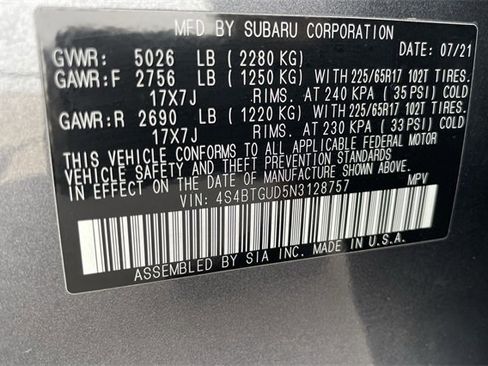 MFD BY SUBARU CORPORATION
GVWR: 5026 LB (2280 KG) DATE: 07/21
GAWR:F 2756 LB (1250 KG) WITH 225/65R17 102T TIRES.
17X7J RIMS. AT 240 KPA (35 PSI) COLD
GAWR:R 2690 LB (1220 KG) WITH 225/65R17 102T TIRES.
17X7J RIMS. AT 230 KPA (33 PSI) COLD
THIS VEHICLE CONFORMS TO ALL APPLICABLE FEDERAL MOTOR
VEHICLE SAFETY AND BUMPER STANDARDS IN EFFECT ON THE
DATE OF MANUFACTURE SHOWN ABOVE.
VIN: 4S4BTGUD5N3128757 MPV
ASSEMBLED BY SIA INC. MADE IN U.S.A.